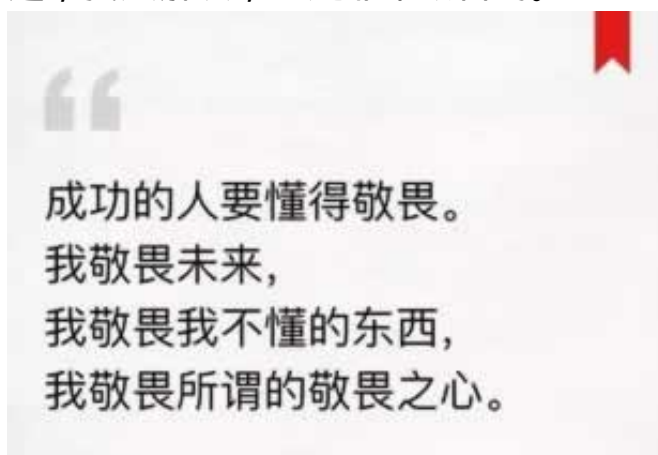 成功的人要懂得敬畏。
我敬畏未来，
我敬畏我不懂的东西，
我敬畏所谓的敬畏之心。